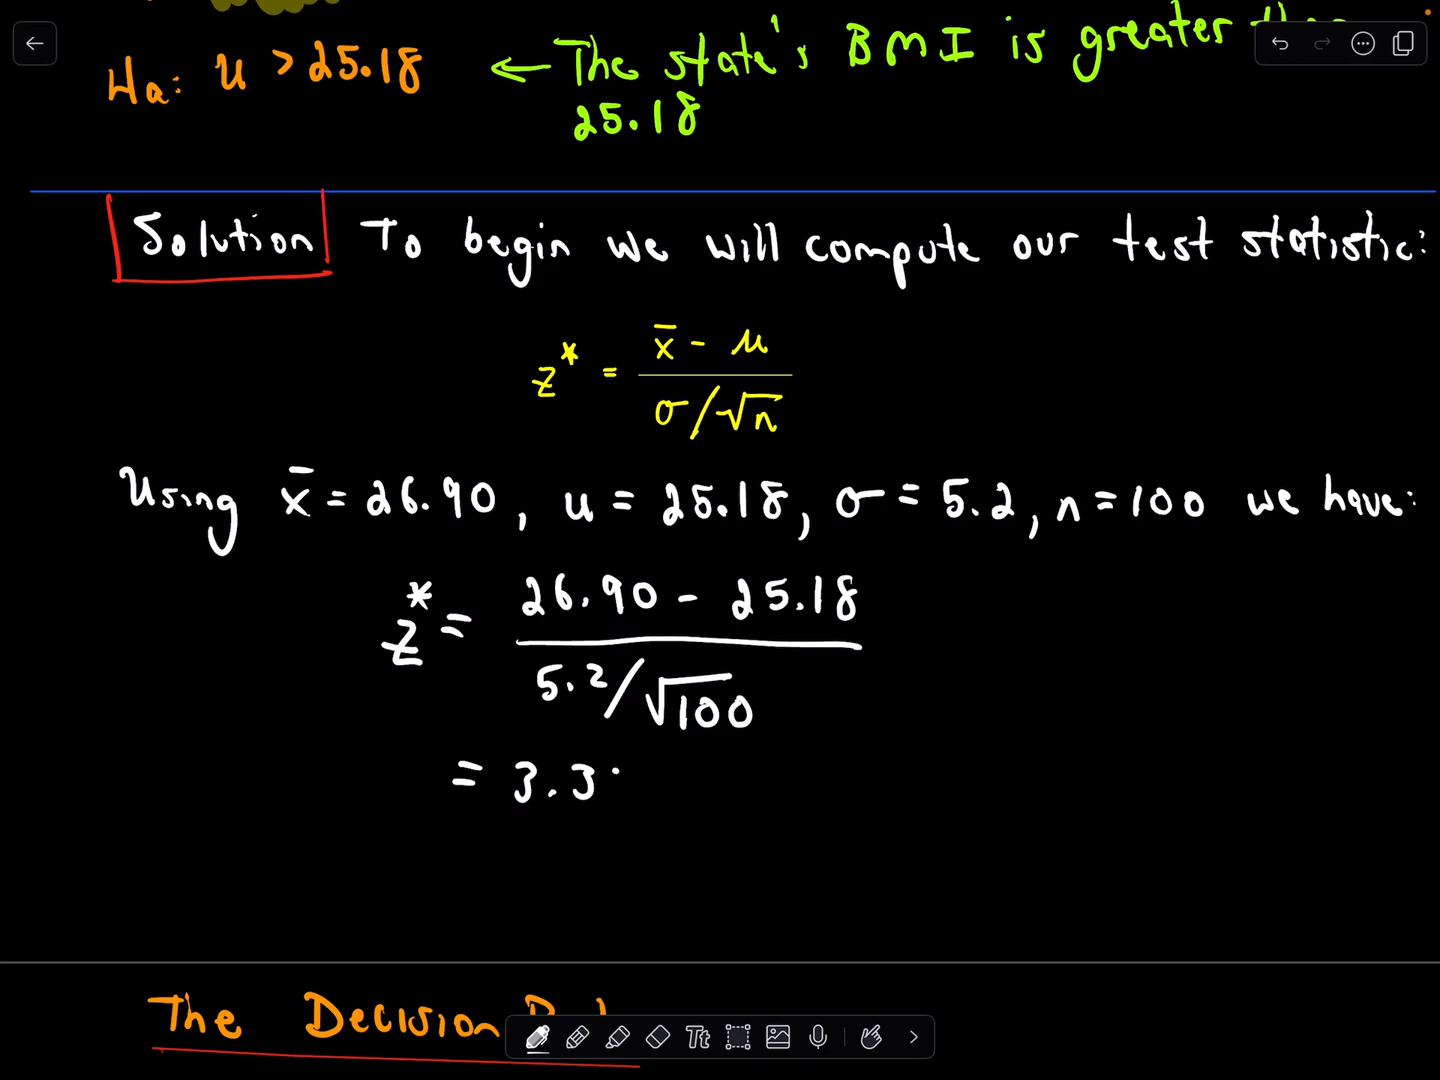 Ha: u > 25.18 ← The state's BMI is greater
25.18
Solution To begin we will compute our test statistic:
z* = x̄ - μ / σ/√n
Using x̄ = 26.90, u = 25.18, σ = 5.2, n = 100 we have:
z* = 26.90 - 25.18 / 5.2/√100
= 3.3
The Decision
Tt